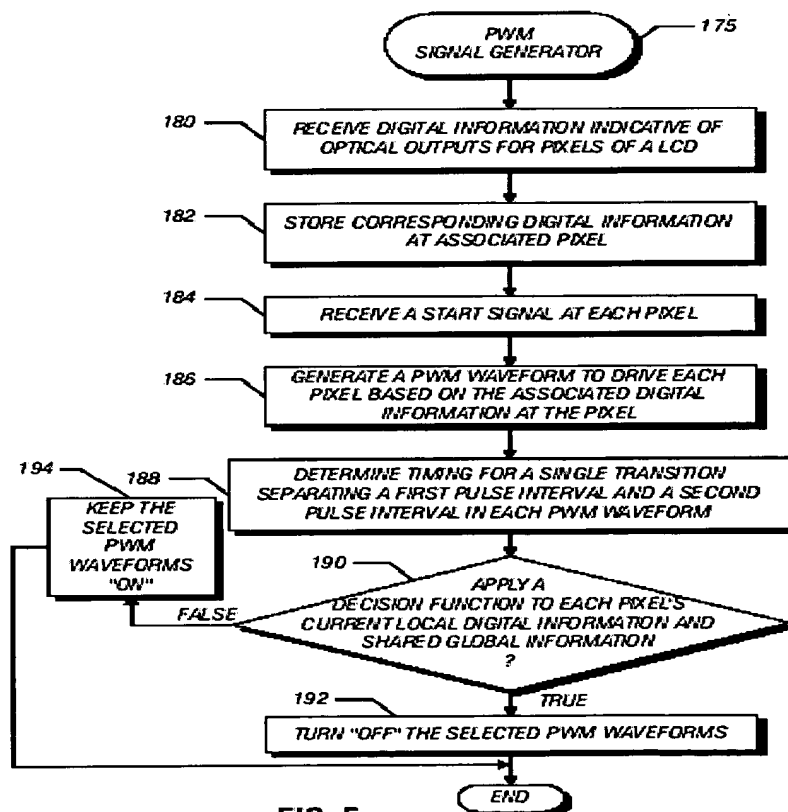 PWM
SIGNAL GENERATOR
175
180
RECEIVE DIGITAL INFORMATION INDICATIVE OF
OPTICAL OUTPUTS FOR PIXELS OF A LCD
182
STORE CORRESPONDING DIGITAL INFORMATION
AT ASSOCIATED PIXEL
184
RECEIVE A START SIGNAL AT EACH PIXEL
186
GENERATE A PWM WAVEFORM TO DRIVE EACH
PIXEL BASED ON THE ASSOCIATED DIGITAL
INFORMATION AT THE PIXEL
188
DETERMINE TIMING FOR A SINGLE TRANSITION
SEPARATING A FIRST PULSE INTERVAL AND A SECOND
PULSE INTERVAL IN EACH PWM WAVEFORM
194
KEEP THE
SELECTED
PWM
WAVEFORMS
"ON"
190
APPLY A
DECISION FUNCTION TO EACH PIXEL'S
CURRENT LOCAL DIGITAL INFORMATION AND
SHARED GLOBAL INFORMATION
?
FALSE
TRUE
192
TURN "OFF" THE SELECTED PWM WAVEFORMS
END